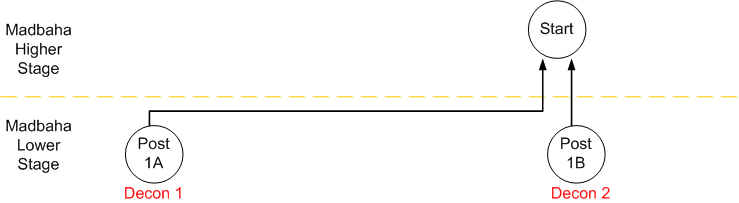 Madbaha
Higher
Stage
Start
Madbaha
Lower
Stage
Post
1A
Decon 1
Post
1B
Decon 2